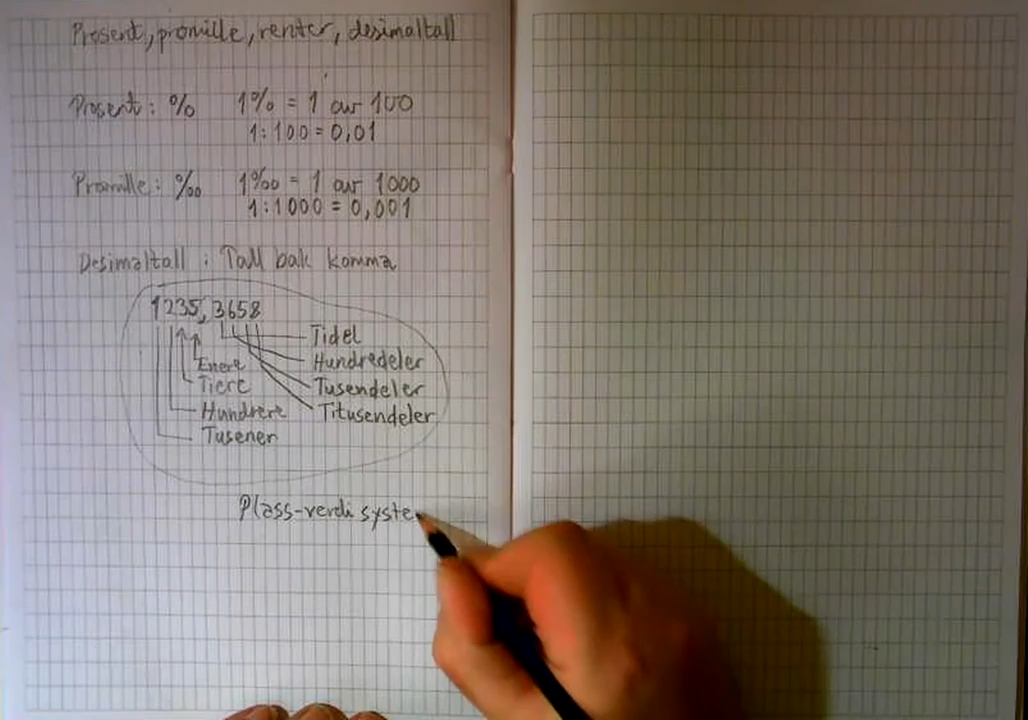 Prosent, promille, renter, desimaltall
Prosent: % 1% = 1 av 100
1:100 = 0,01
Promille: ‰ 1‰ = 1 av 1000
1:1000 = 0,001
Desimaltall : Tall bak komma
1235,3658
Tidel
Enere Hundredeler
Tiere Tusendeler
Hundrere Titusendeler
Tusener
Plass-verdi syste